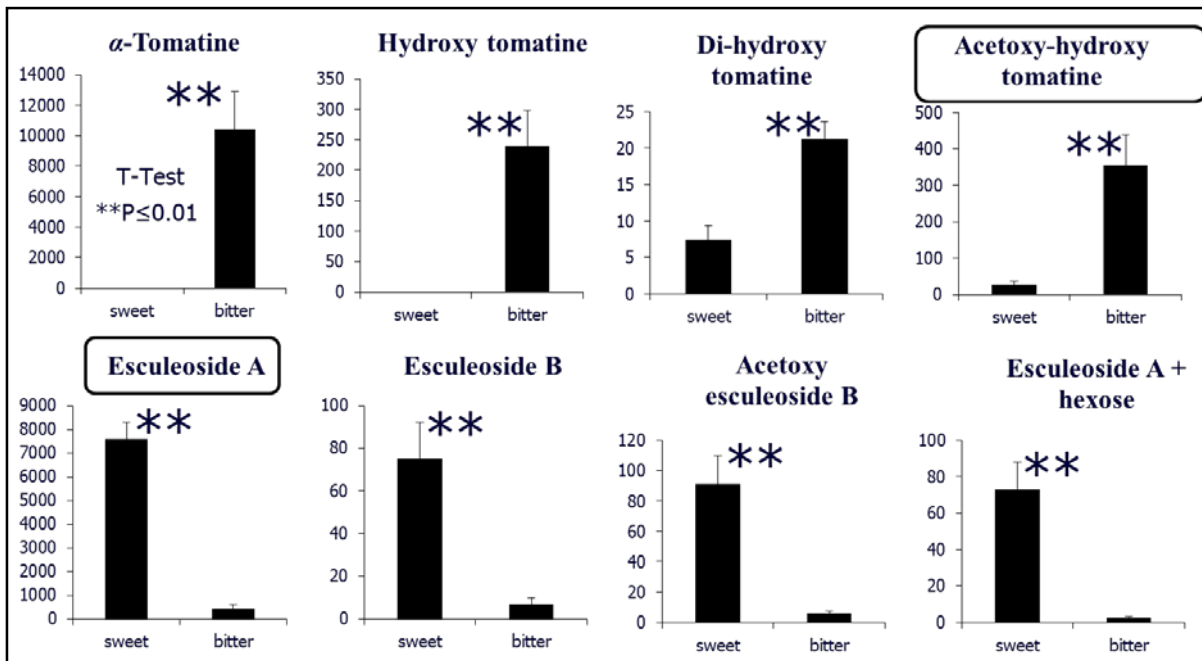 α-Tomatine
14000
12000
10000
8000
6000
4000
2000
0
**
T-Test
**P≤0.01
sweet bitter
Hydroxy tomatine
350
300
250
200
150
100
50
0
**
sweet bitter
Di-hydroxy
tomatine
25
20
15
10
5
0
**
sweet bitter
Acetoxy-hydroxy
tomatine
500
400
300
200
100
0
**
sweet bitter
Esculeoside A
9000
8000
7000
6000
5000
4000
3000
2000
1000
0
**
sweet bitter
Esculeoside B
100
80
60
40
20
0
**
sweet bitter
Acetoxy
esculeoside B
120
100
80
60
40
20
0
**
sweet bitter
Esculeoside A +
hexose
100
80
60
40
20
0
**
sweet bitter